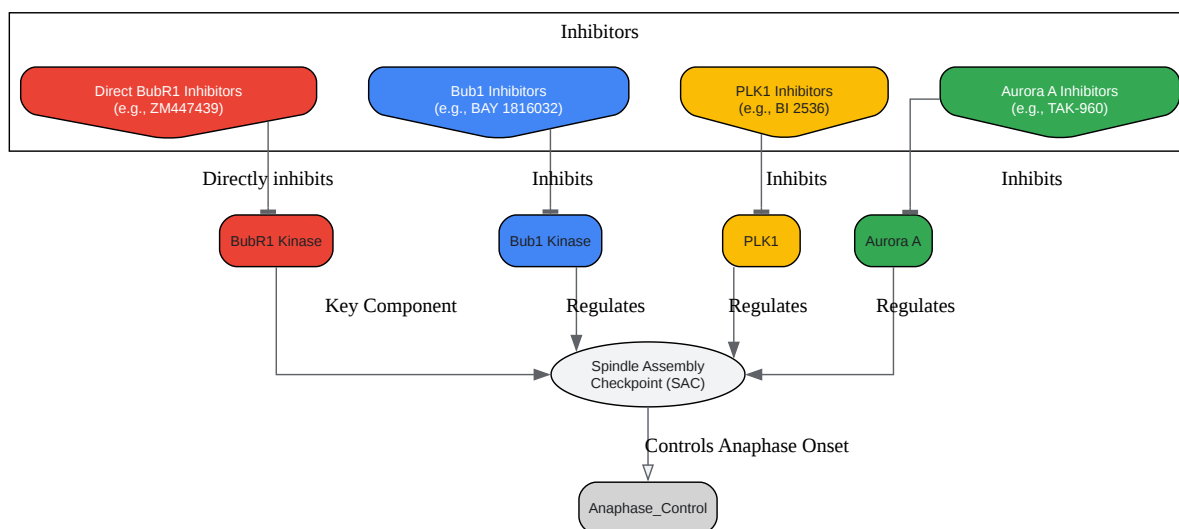 Inhibitors
Direct BubR1 Inhibitors
(e.g., ZM447439)
Bub1 Inhibitors
(e.g., BAY 1816032)
PLK1 Inhibitors
(e.g., BI 2536)
Aurora A Inhibitors
(e.g., TAK-960)
Directly inhibits
Inhibits
Inhibits
Inhibits
BubR1 Kinase
Bub1 Kinase
PLK1
Aurora A
Key Component
Regulates
Regulates
Regulates
Spindle Assembly
Checkpoint (SAC)
Controls Anaphase Onset
Anaphase_Control